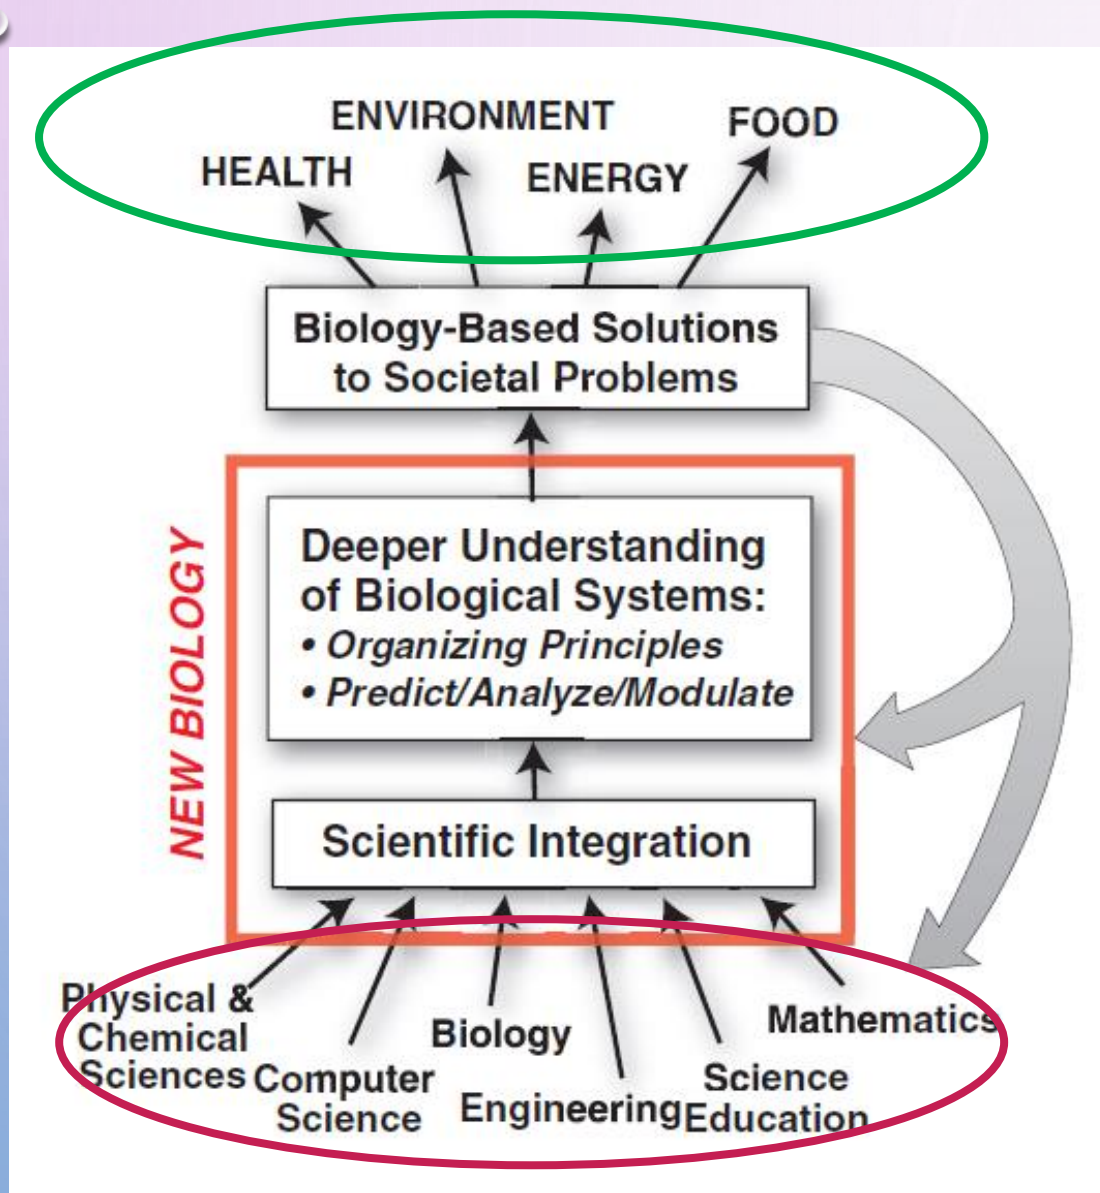 ENVIRONMENT
FOOD
HEALTH
ENERGY
Biology-Based Solutions
to Societal Problems
NEW BIOLOGY
Deeper Understanding
of Biological Systems:
• Organizing Principles
• Predict/Analyze/Modulate
Scientific Integration
Physical &
Chemical
Sciences
Computer
Science
Biology
Engineering
Science
Education
Mathematics